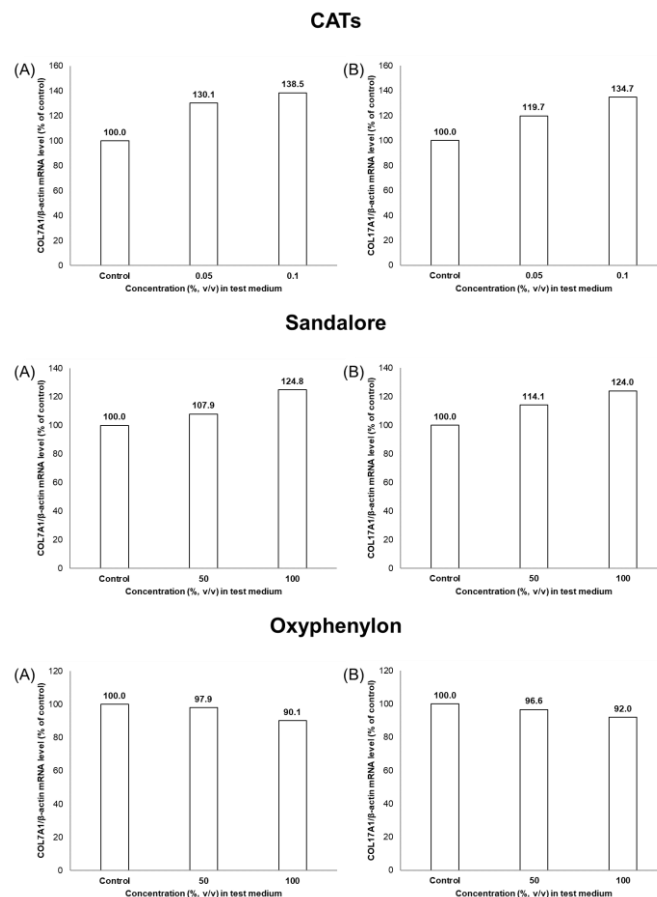 CATs
(A)
COL7A1/β-actin mRNA level (% of control)
160
140
120
100
80
60
40
20
0
100.0
130.1
138.5
Control 0.05 0.1
Concentration (%, v/v) in test medium
(B)
COL17A1/β-actin mRNA level (% of control)
160
140
120
100
80
60
40
20
0
100.0
119.7
134.7
Control 0.05 0.1
Concentration (%, v/v) in test medium
Sandalore
(A)
COL7A1/β-actin mRNA level (% of control)
140
120
100
80
60
40
20
0
100.0
107.9
124.8
Control 50 100
Concentration (%, v/v) in test medium
(B)
COL17A1/β-actin mRNA level (% of control)
140
120
100
80
60
40
20
0
100.0
114.1
124.0
Control 50 100
Concentration (%, v/v) in test medium
Oxyphenylon
(A)
COL7A1/β-actin mRNA level (% of control)
120
100
80
60
40
20
0
100.0
97.9
90.1
Control 50 100
Concentration (%, v/v) in test medium
(B)
COL17A1/β-actin mRNA level (% of control)
120
100
80
60
40
20
0
100.0
96.6
92.0
Control 50 100
Concentration (%, v/v) in test medium